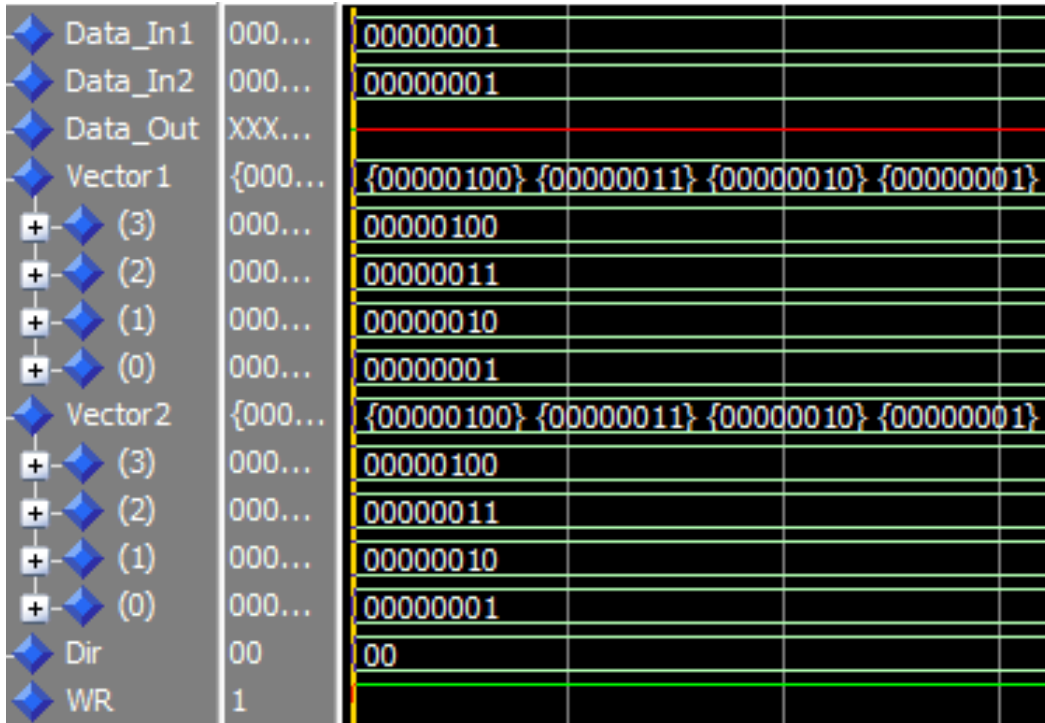 Data_In1 000... 00000001
Data_In2 000... 00000001
Data_Out XXX...
Vector1 {000... {00000100} {00000011} {00000010} {00000001}
(3) 000... 00000100
(2) 000... 00000011
(1) 000... 00000010
(0) 000... 00000001
Vector2 {000... {00000100} {00000011} {00000010} {00000001}
(3) 000... 00000100
(2) 000... 00000011
(1) 000... 00000010
(0) 000... 00000001
Dir 00 00
WR 1